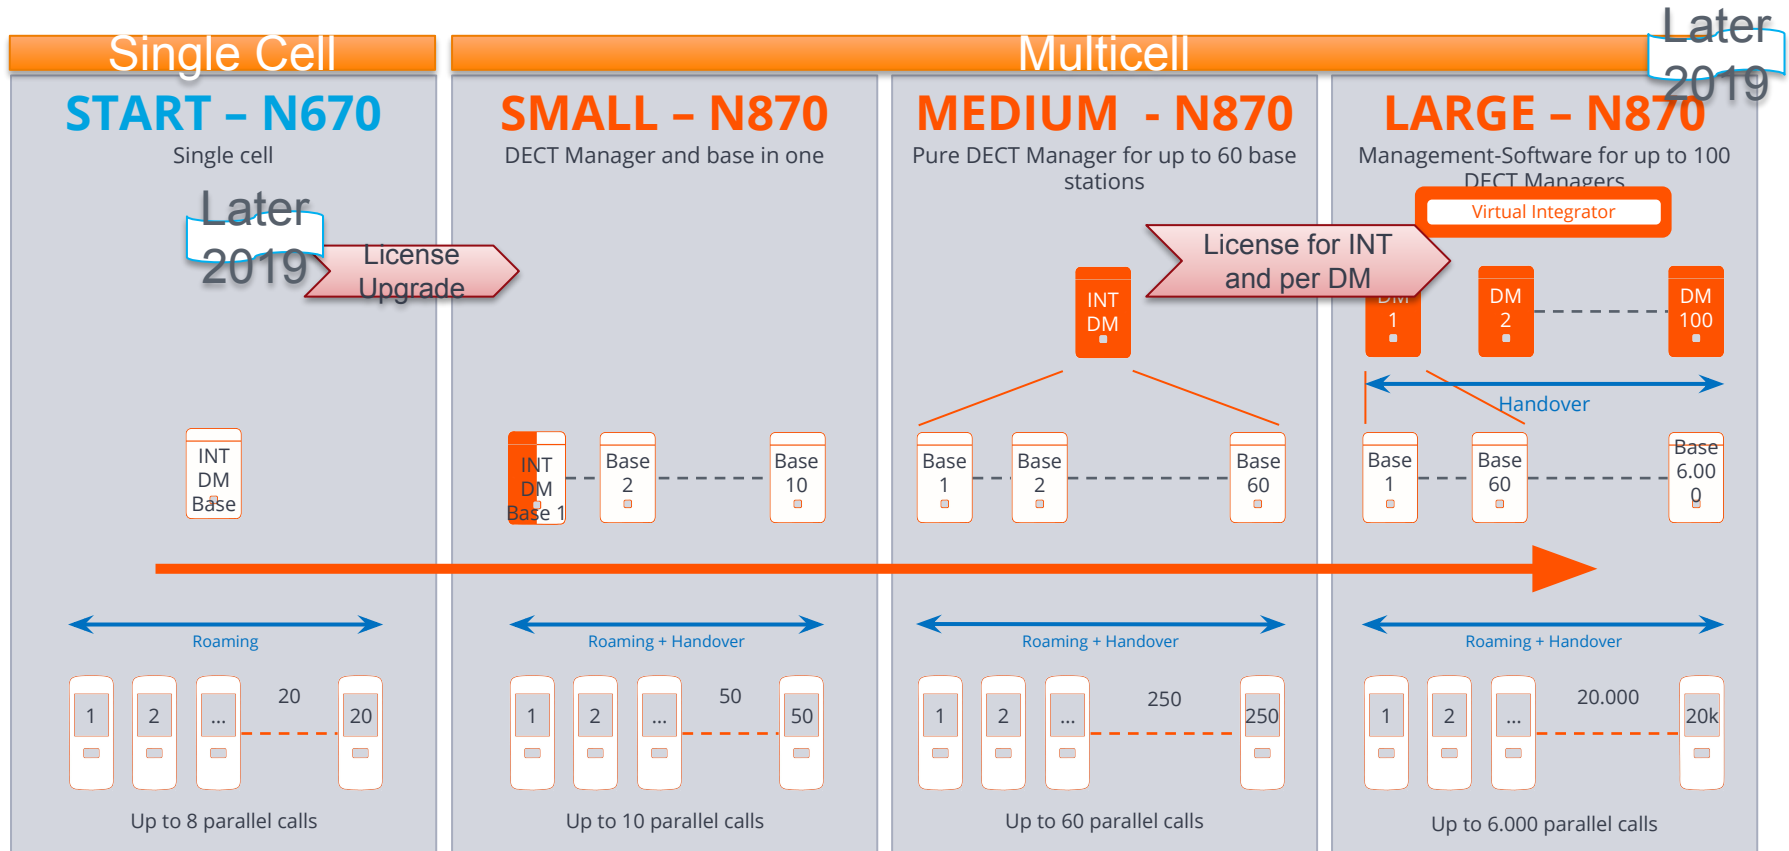 Single Cell
Multicell
Later
2019
START – N670
Single cell
Later
2019
License
Upgrade
INT
DM
Base
Roaming
1
2
...
20
20
Up to 8 parallel calls
SMALL – N870
DECT Manager and base in one
INT
DM
Base 1
Base
2
Base
10
Roaming + Handover
1
2
...
50
50
Up to 10 parallel calls
MEDIUM - N870
Pure DECT Manager for up to 60 base
stations
License for INT
and per DM
INT
DM
Base
1
Base
2
Base
60
Roaming + Handover
1
2
...
250
250
Up to 60 parallel calls
LARGE – N870
Management-Software for up to 100
DECT Managers
Virtual Integrator
DM
1
DM
2
DM
100
Handover
Base
1
Base
60
Base
6.00
0
Roaming + Handover
1
2
...
20.000
20k
Up to 6.000 parallel calls